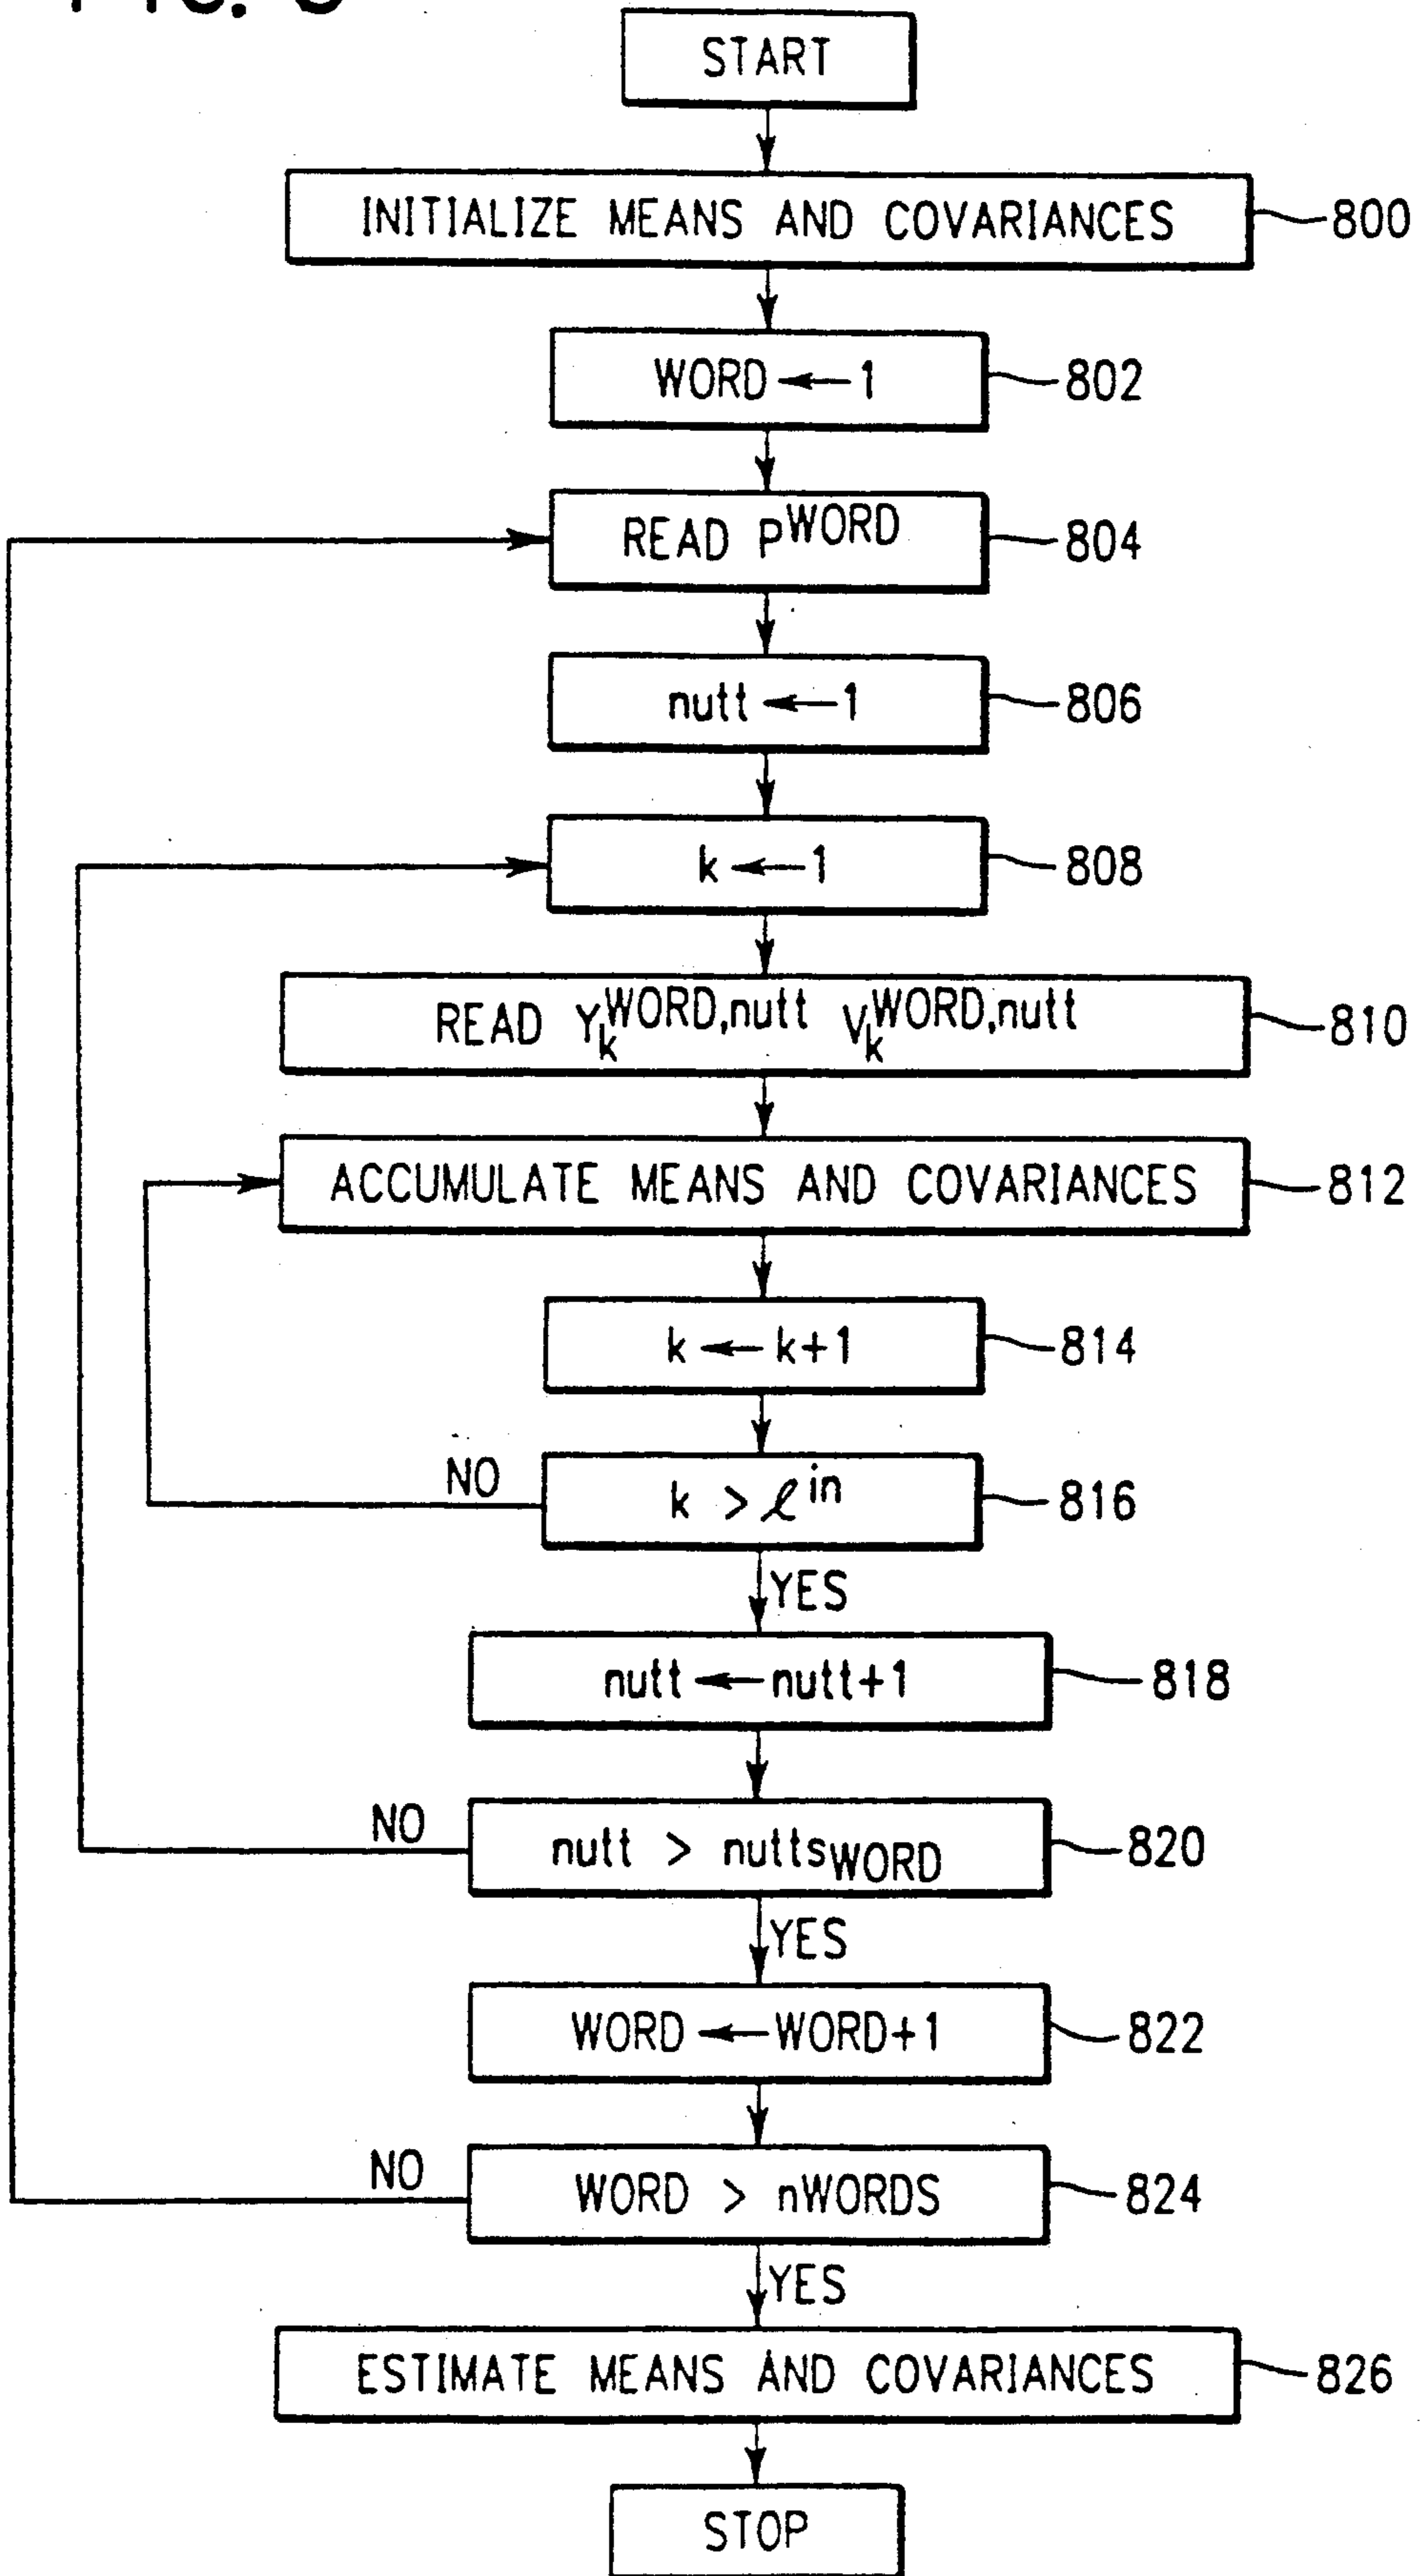 START
INITIALIZE MEANS AND COVARIANCES 800
WORD ← 1 802
READ P^WORD 804
nutt ← 1 806
k ← 1 808
READ Y_k^WORD,nutt V_k^WORD,nutt 810
ACCUMULATE MEANS AND COVARIANCES 812
k ← k+1 814
NO k > ℓ^in 816
YES
nutt ← nutt+1 818
NO nutt > nutts_WORD 820
YES
WORD ← WORD+1 822
NO WORD > nWORDS 824
YES
ESTIMATE MEANS AND COVARIANCES 826
STOP